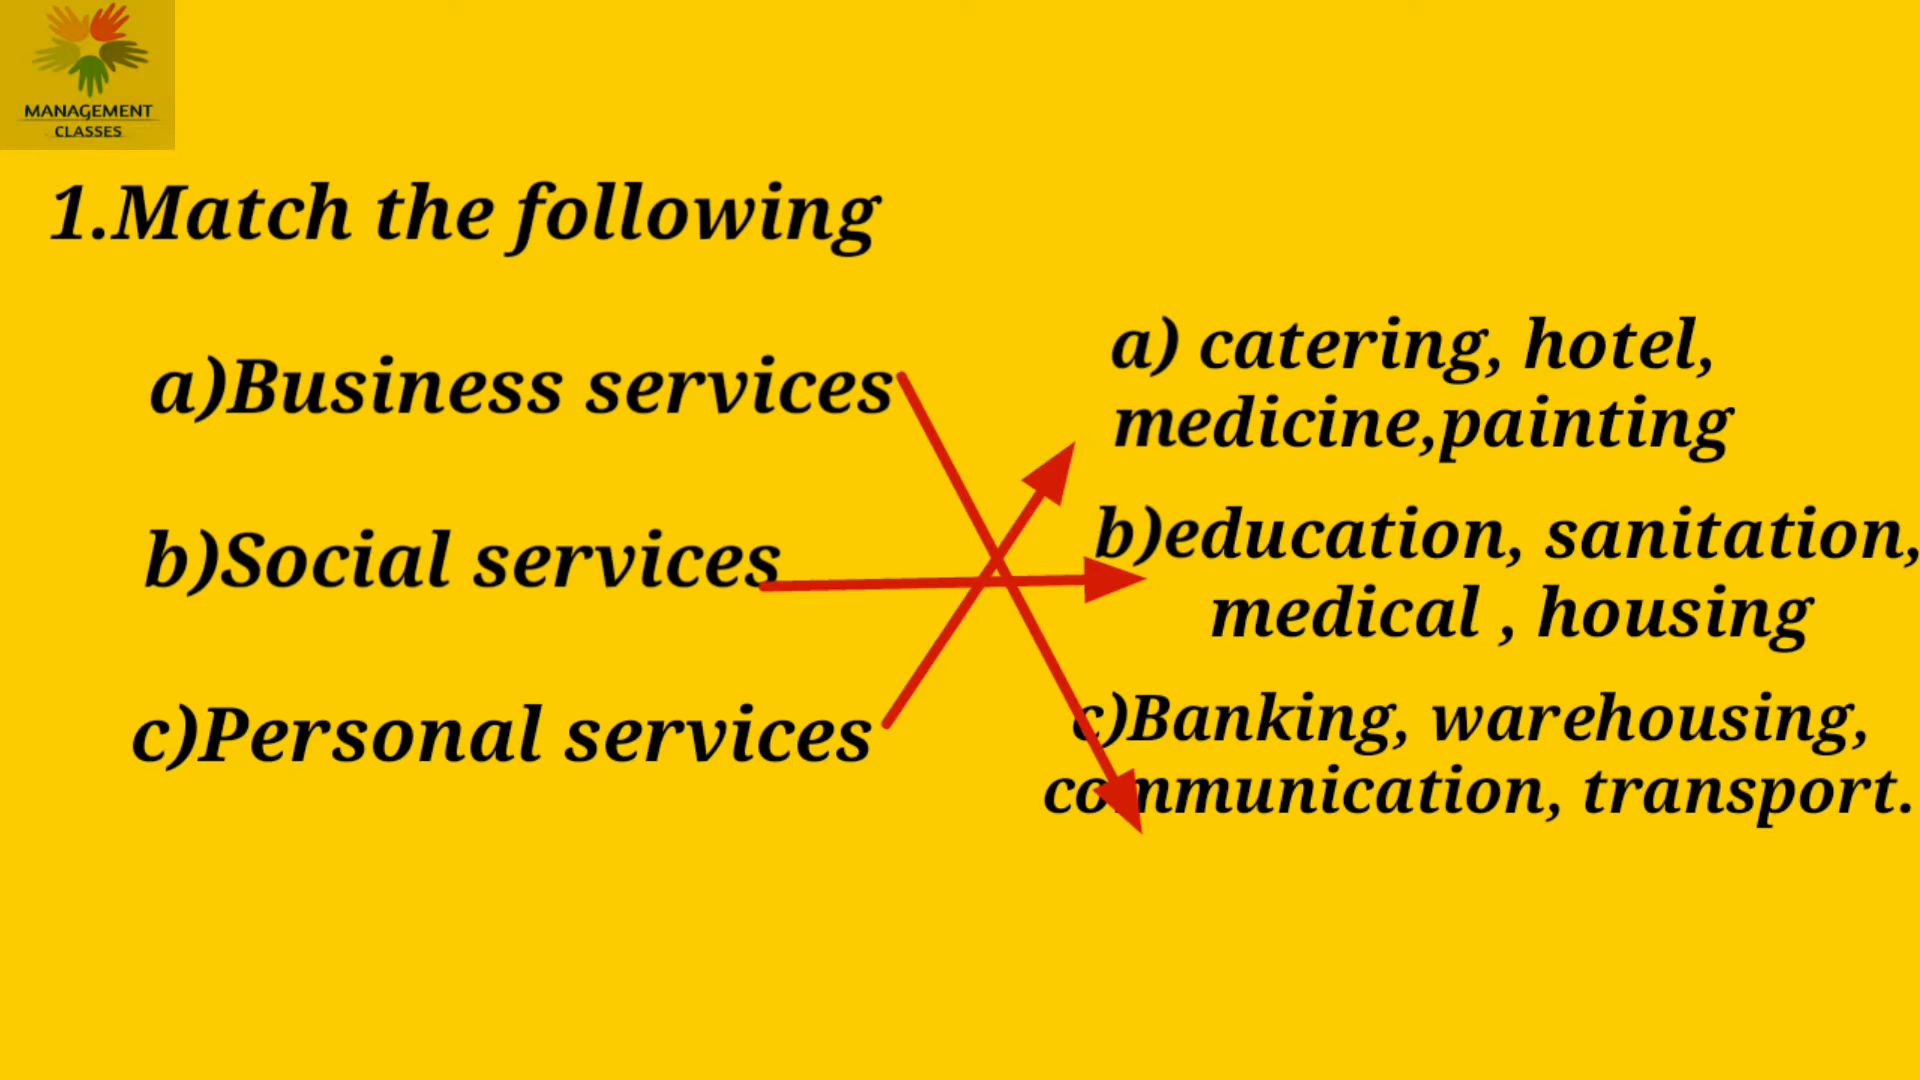 MANAGEMENT
CLASSES
1.Match the following
a)Business services
b)Social services
c)Personal services
a) catering, hotel,
medicine,painting
b)education, sanitation,
medical , housing
c)Banking, warehousing,
communication, transport.